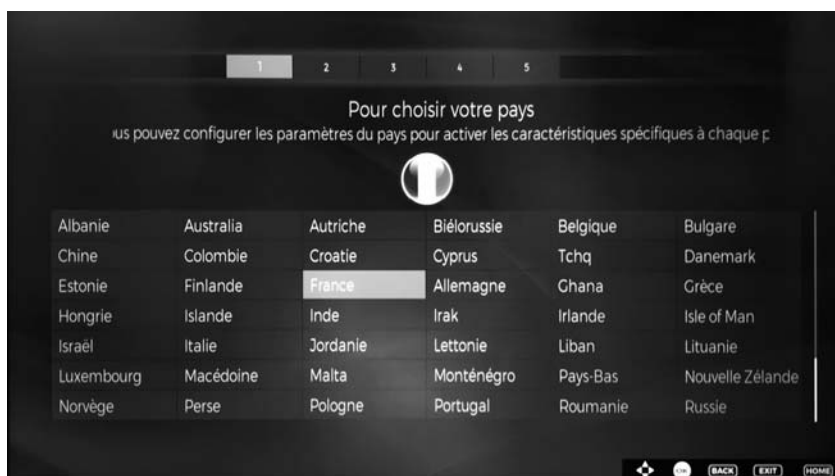 1 2 3 4 5
Pour choisir votre pays
us pouvez configurer les paramètres du pays pour activer les caractéristiques spécifiques à chaque p
Albanie Australia Autriche Biélorussie Belgique Bulgare
Chine Colombie Croatie Cyprus Tchq Danemark
Estonie Finlande France Allemagne Ghana Grèce
Hongrie Islande Inde Irak Irlande Isle of Man
Israël Italie Jordanie Lettonie Liban Lituanie
Luxembourg Macédoine Malta Monténégro Pays-Bas Nouvelle Zélande
Norvège Perse Pologne Portugal Roumanie Russie
BACK EXIT HOME